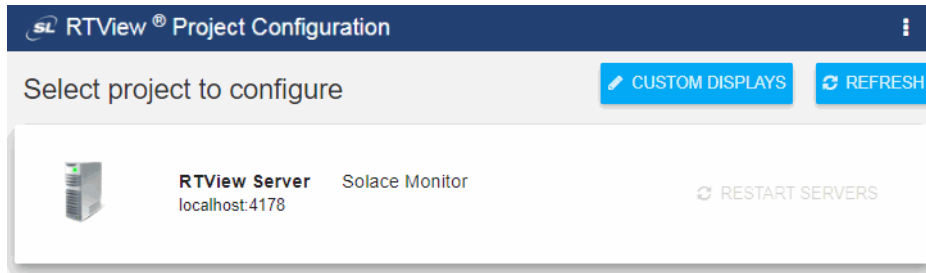 SL RTView ® Project Configuration
Select project to configure
CUSTOM DISPLAYS
REFRESH
RTView Server Solace Monitor
localhost:4178
RESTART SERVERS